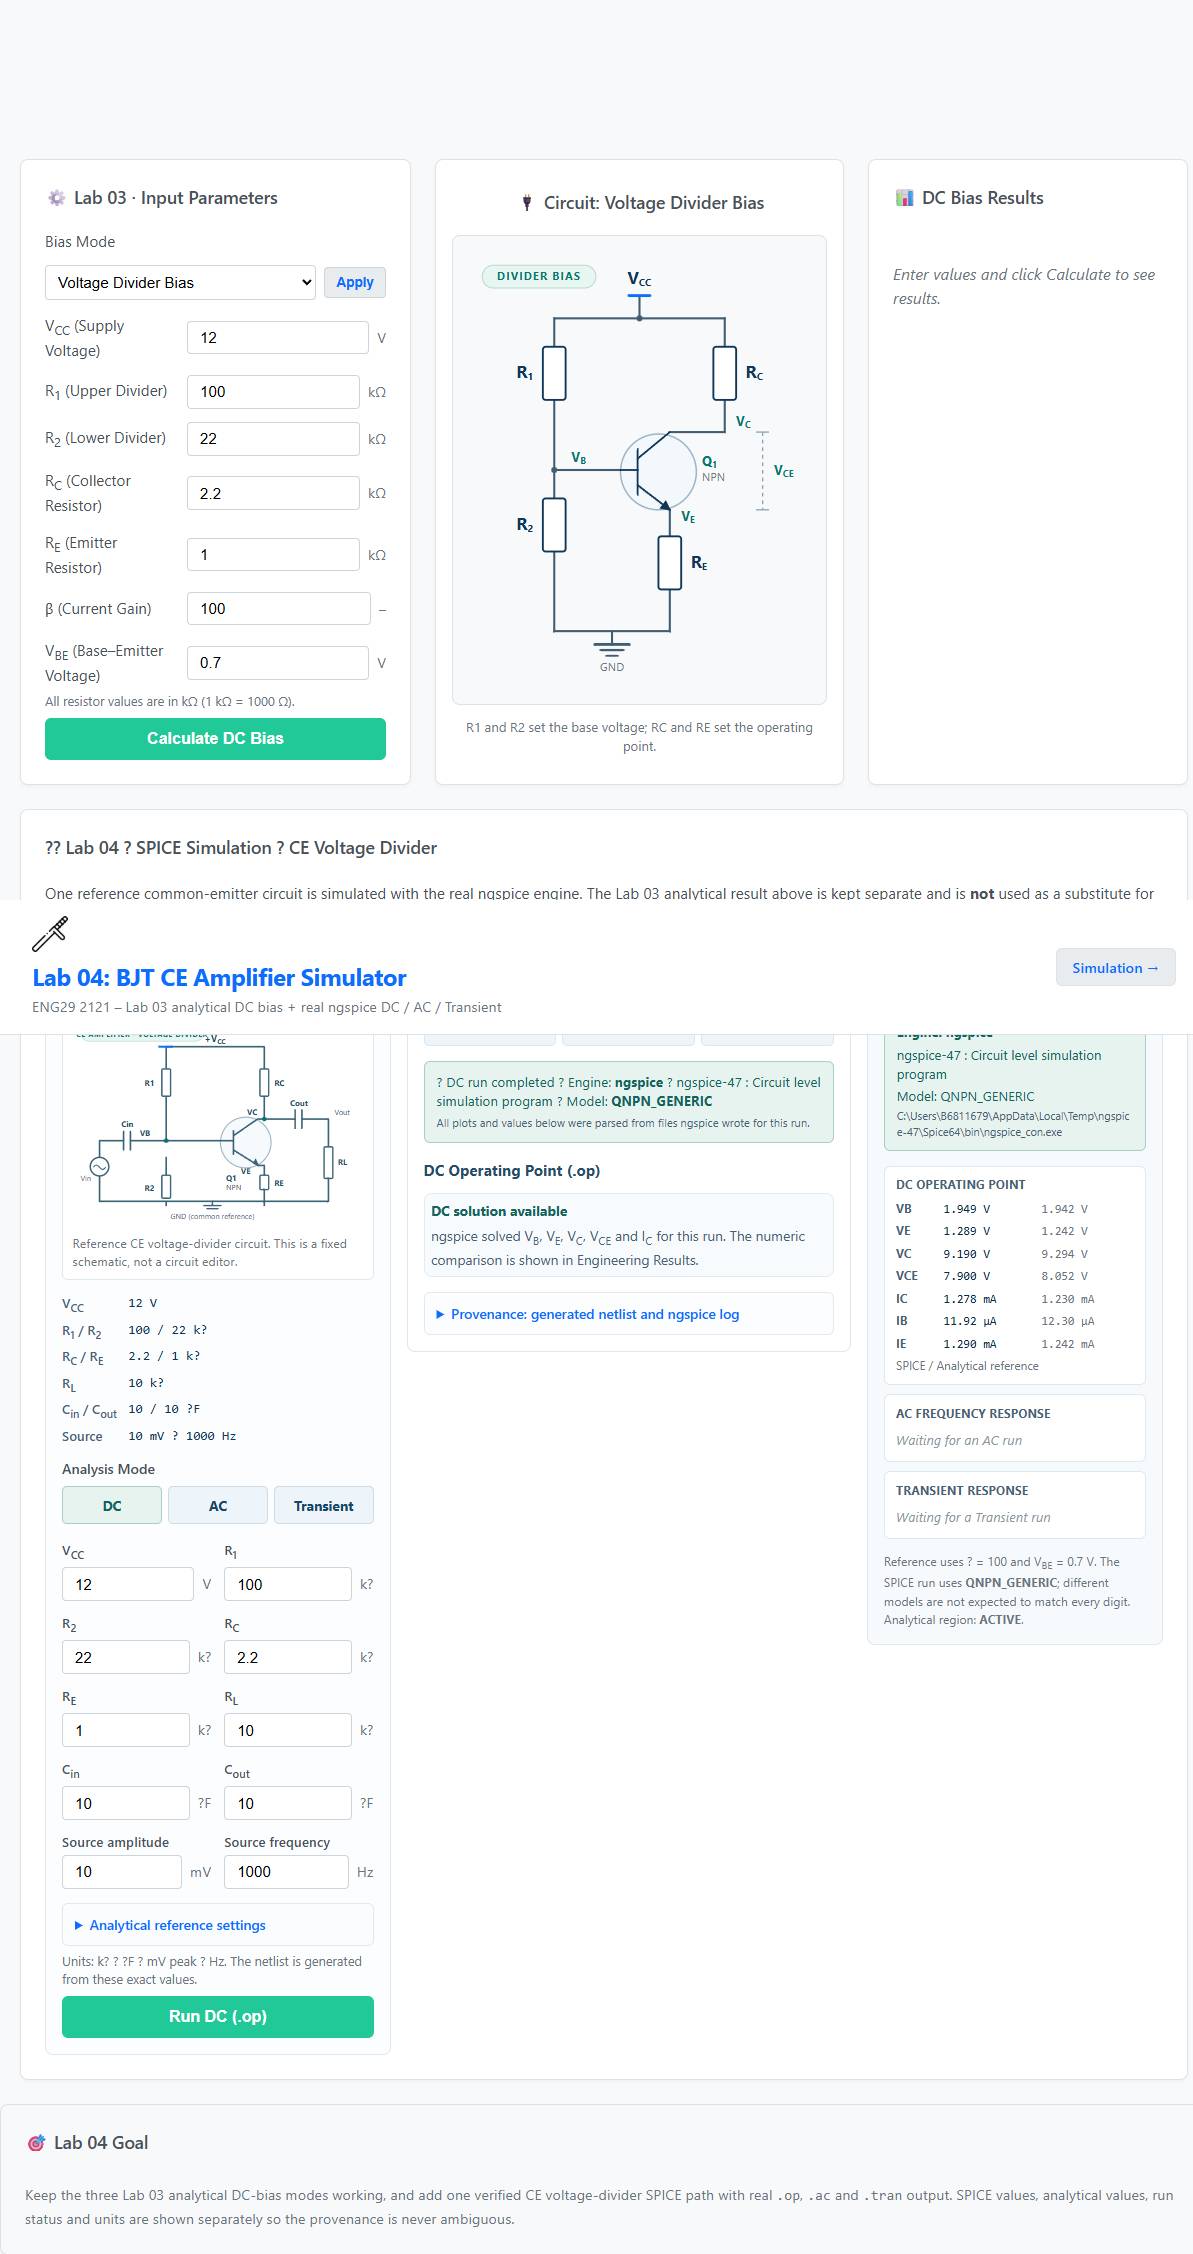 Lab 03 · Input Parameters
Bias Mode
Voltage Divider Bias
Apply
VCC (Supply
Voltage)
12
V
R1 (Upper Divider)
100
kΩ
R2 (Lower Divider)
22
kΩ
RC (Collector
Resistor)
2.2
kΩ
RE (Emitter
Resistor)
1
kΩ
β (Current Gain)
100
–
VBE (Base–Emitter
Voltage)
0.7
V
All resistor values are in kΩ (1 kΩ = 1000 Ω).
Calculate DC Bias
Circuit: Voltage Divider Bias
DIVIDER BIAS
VCC
R1
RC
VC
VB
Q1
NPN
VCE
R2
VE
RE
GND
R1 and R2 set the base voltage; RC and RE set the operating
point.
DC Bias Results
Enter values and click Calculate to see
results.
?? Lab 04 ? SPICE Simulation ? CE Voltage Divider
One reference common-emitter circuit is simulated with the real ngspice engine. The Lab 03 analytical result above is kept separate and is not used as a substitute for
Lab 04: BJT CE Amplifier Simulator
ENG29 2121 – Lab 03 analytical DC bias + real ngspice DC / AC / Transient
Simulation →
+VCC
R1
RC
Cout
VC
Vout
Cin
VB
RL
Vin
VE
Q1
NPN
R2
RE
GND (common reference)
Reference CE voltage-divider circuit. This is a fixed
schematic, not a circuit editor.
VCC 12 V
R1 / R2 100 / 22 k?
RC / RE 2.2 / 1 k?
RL 10 k?
Cin / Cout 10 / 10 ?F
Source 10 mV ? 1000 Hz
Analysis Mode
DC AC Transient
VCC R1
12 V 100 k?
R2 RC
22 k? 2.2 k?
RE RL
1 k? 10 k?
Cin Cout
10 ?F 10 ?F
Source amplitude Source frequency
10 mV 1000 Hz
▶ Analytical reference settings
Units: k? ? ?F ? mV peak ? Hz. The netlist is generated
from these exact values.
Run DC (.op)
? DC run completed ? Engine: ngspice ? ngspice-47 : Circuit level
simulation program ? Model: QNPN_GENERIC
All plots and values below were parsed from files ngspice wrote for this run.
DC Operating Point (.op)
DC solution available
ngspice solved VB, VE, VC, VCE and IC for this run. The numeric
comparison is shown in Engineering Results.
▶ Provenance: generated netlist and ngspice log
Engine: ngspice
ngspice-47 : Circuit level simulation
program
Model: QNPN_GENERIC
C:\Users\B6811679\AppData\Local\Temp\ngspic
e-47\Spice64\bin\ngspice_con.exe
DC OPERATING POINT
VB 1.949 V 1.942 V
VE 1.289 V 1.242 V
VC 9.190 V 9.294 V
VCE 7.900 V 8.052 V
IC 1.278 mA 1.230 mA
IB 11.92 µA 12.30 µA
IE 1.290 mA 1.242 mA
SPICE / Analytical reference
AC FREQUENCY RESPONSE
Waiting for an AC run
TRANSIENT RESPONSE
Waiting for a Transient run
Reference uses ? = 100 and VBE = 0.7 V. The
SPICE run uses QNPN_GENERIC; different
models are not expected to match every digit.
Analytical region: ACTIVE.
Lab 04 Goal
Keep the three Lab 03 analytical DC-bias modes working, and add one verified CE voltage-divider SPICE path with real .op, .ac and .tran output. SPICE values, analytical values, run
status and units are shown separately so the provenance is never ambiguous.